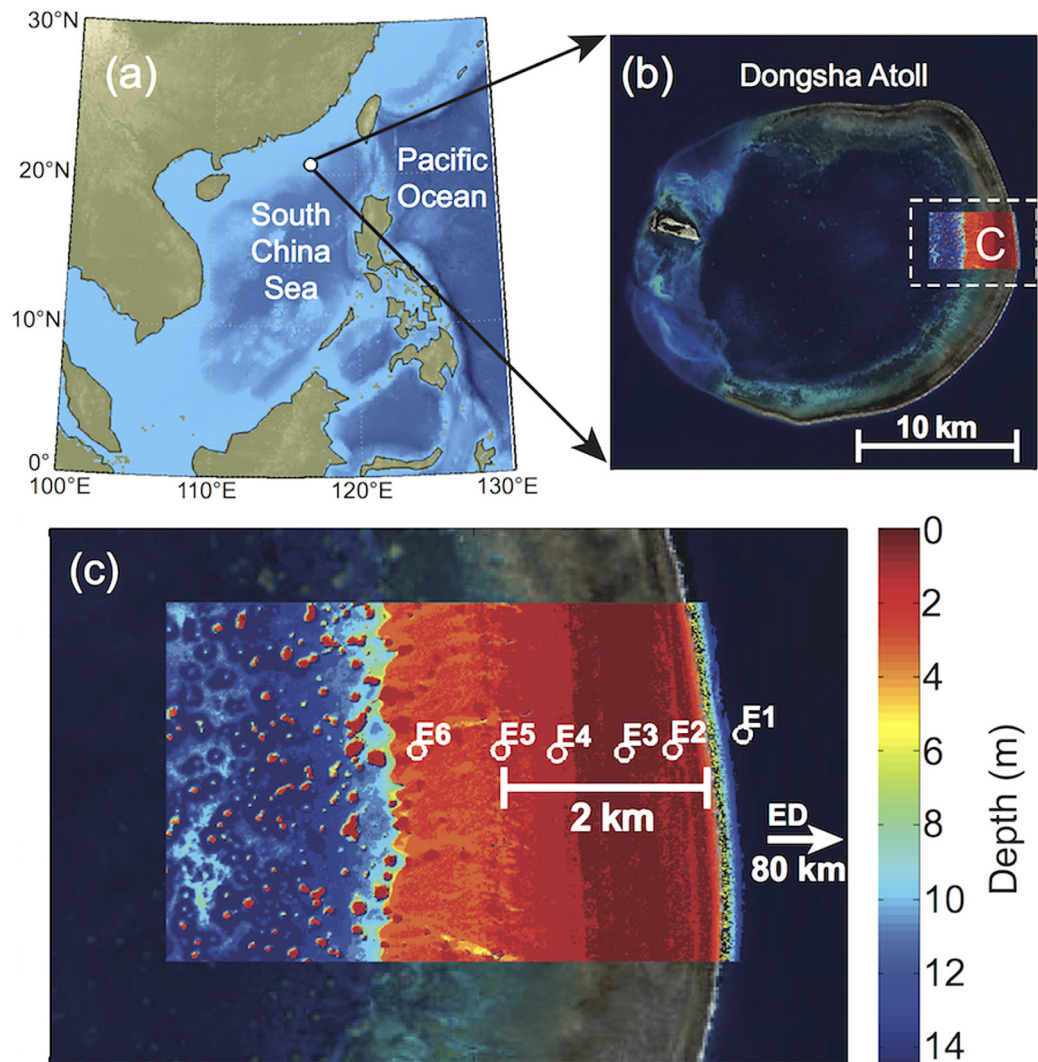 30°N
(a)
20°N
Pacific
Ocean
South
China
Sea
10°N
0°
100°E
110°E
120°E
130°E
(b)
Dongsha Atoll
C
10 km
(c)
E6
E5
E4
E3
E2
E1
2 km
ED
80 km
0
2
4
6
8
10
12
14
Depth (m)